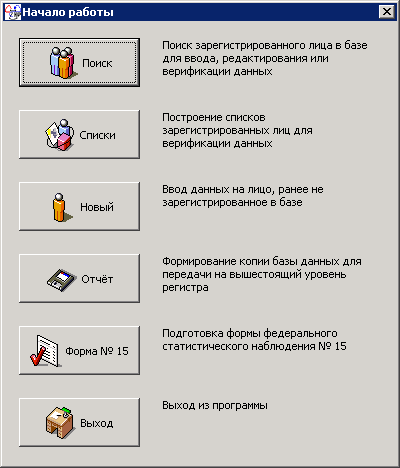 Начало работы
Поиск
Поиск зарегистрированного лица в базе
для ввода, редактирования или
верификации данных
Списки
Построение списков
зарегистрированных лиц для
верификации данных
Новый
Ввод данных на лицо, ранее не
зарегистрированное в базе
Отчёт
Формирование копии базы данных для
передачи на вышестоящий уровень
регистра
Форма № 15
Подготовка формы федерального
статистического наблюдения № 15
Выход
Выход из программы